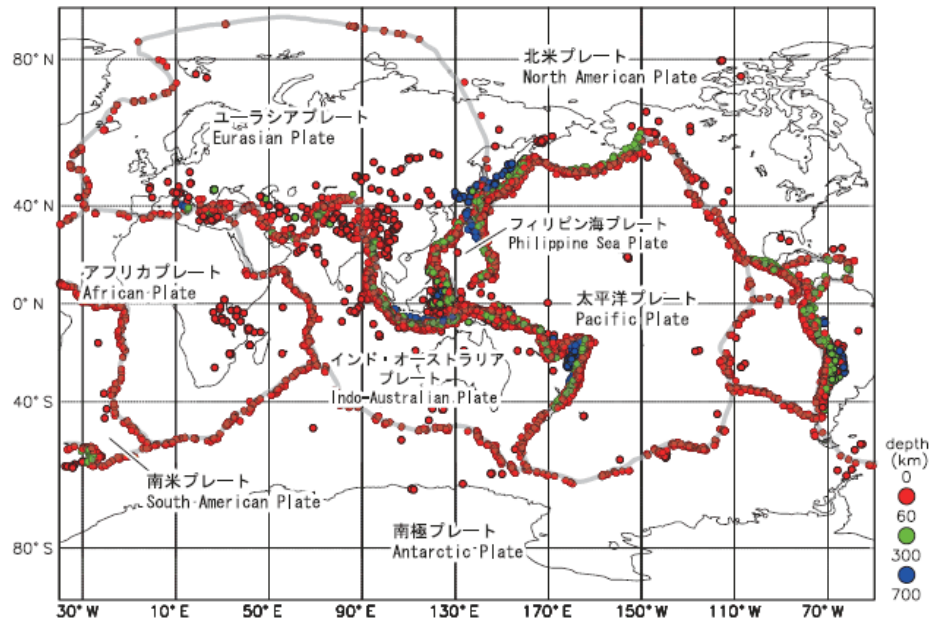 80° N
40° N
0° N
40° S
80° S
北米プレート
North American Plate
ユーラシアプレート
Eurasian Plate
フィリピン海プレート
Philippine Sea Plate
アフリカプレート
African Plate
太平洋プレート
Pacific Plate
インド・オーストラリア
プレート
Indo-Australian Plate
南米プレート
South American Plate
南極プレート
Antarctic Plate
depth
(km)
0
60
300
700
30° W 10° E 50° E 90° E 130° E 170° E 150° W 110° W 70° W